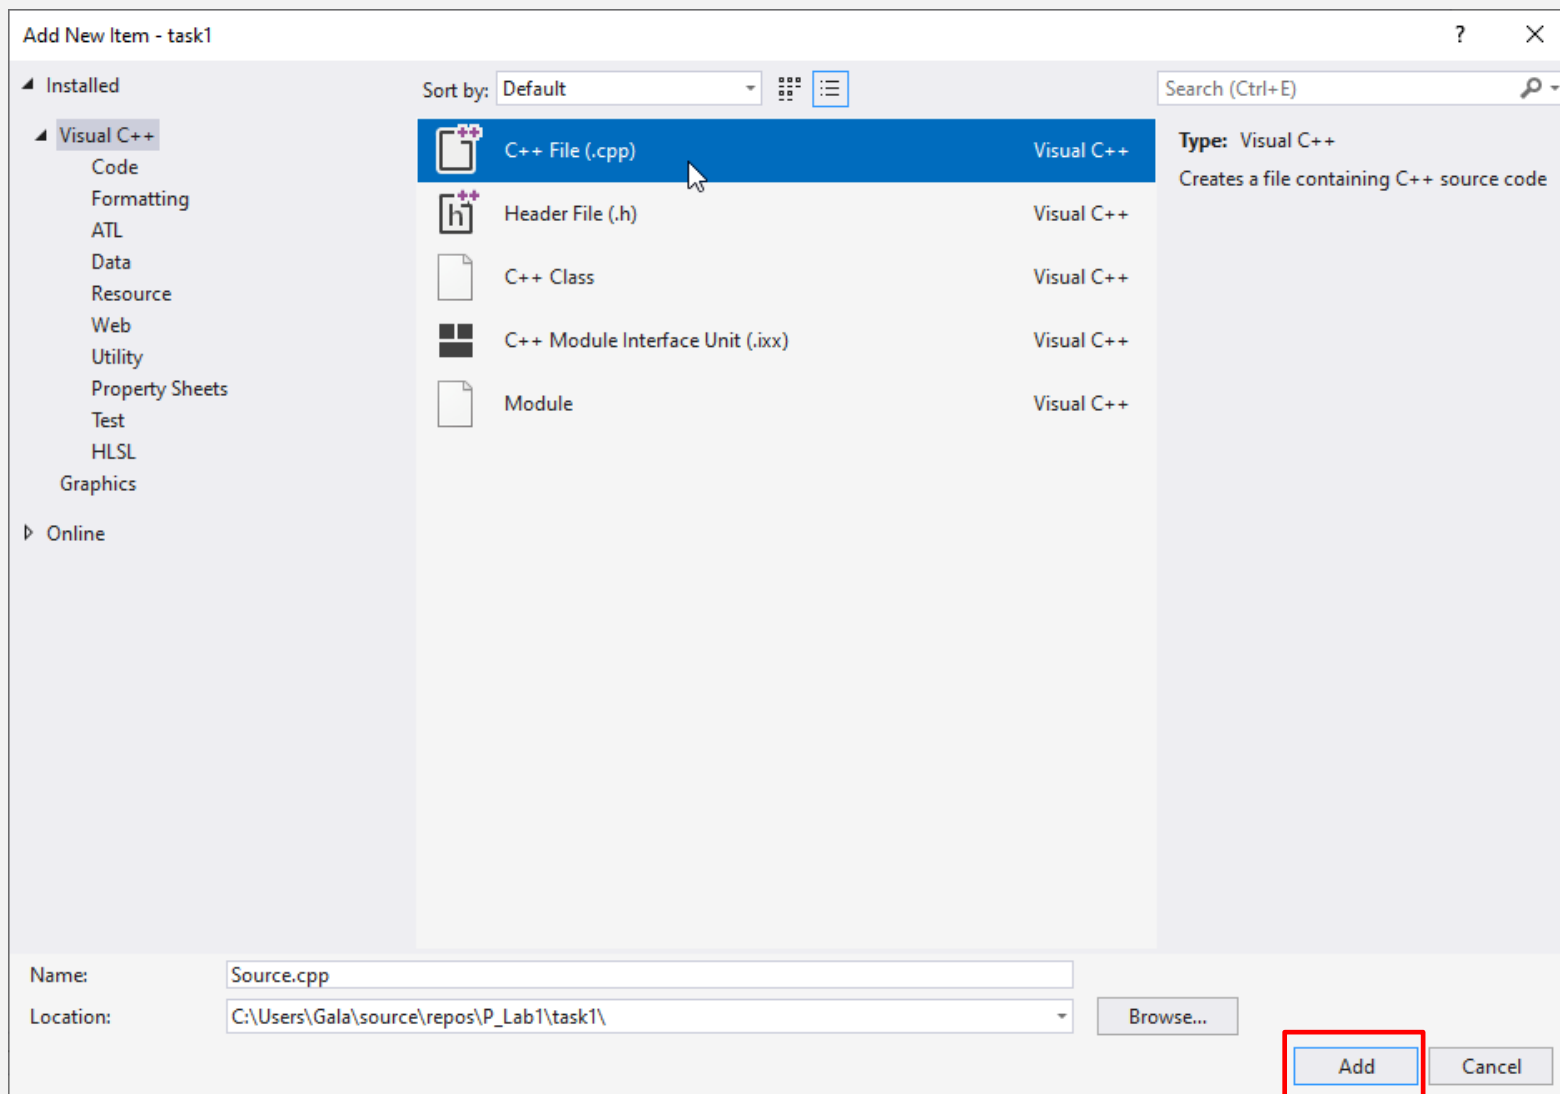 Add New Item - task1
?
Installed
Sort by: Default
Search (Ctrl+E)
Visual C++
Code
Formatting
ATL
Data
Resource
Web
Utility
Property Sheets
Test
HLSL
Graphics
Online
C++ File (.cpp) Visual C++
Header File (.h) Visual C++
C++ Class Visual C++
C++ Module Interface Unit (.ixx) Visual C++
Module Visual C++
Type: Visual C++
Creates a file containing C++ source code
Name: Source.cpp
Location: C:\Users\Gala\source\repos\P_Lab1\task1\ Browse...
Add Cancel